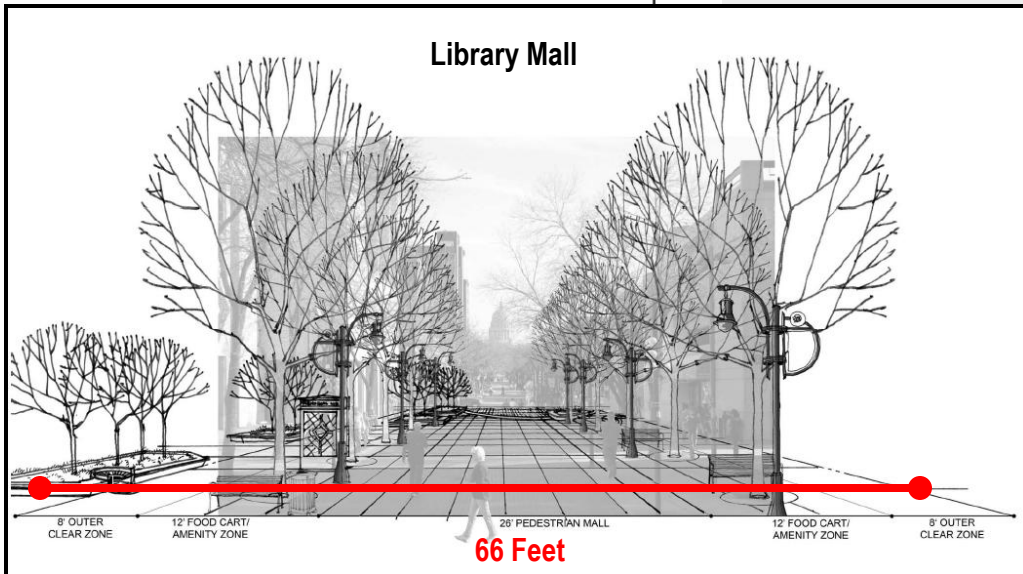 Library Mall
8' OUTER
CLEAR ZONE
12' FOOD CART/
AMENITY ZONE
26' PEDESTRIAN MALL
12' FOOD CART/
AMENITY ZONE
8' OUTER
CLEAR ZONE
66 Feet